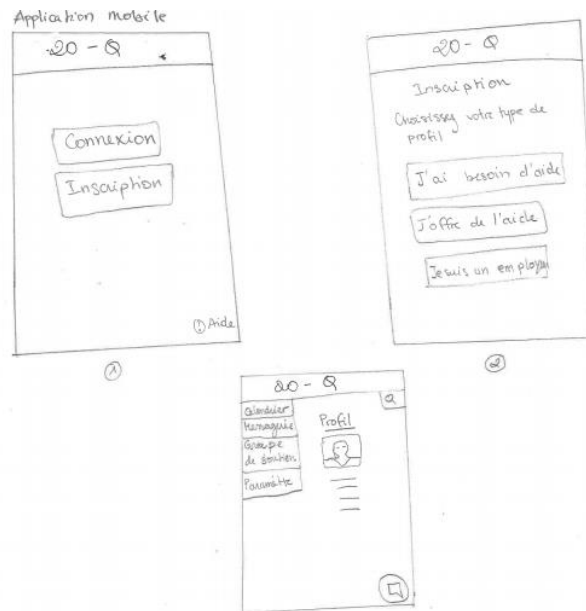 Application mobile
20 - Q
Connexion
Inscription
Aide
1
20 - Q
Inscription
Choisissez votre type de
profil
J'ai besoin d'aide
J'offre de l'aide
Je suis un employé
2
20 - Q
Calendrier
Messagerie
Groupe
de soutien
Paramètre
Profil